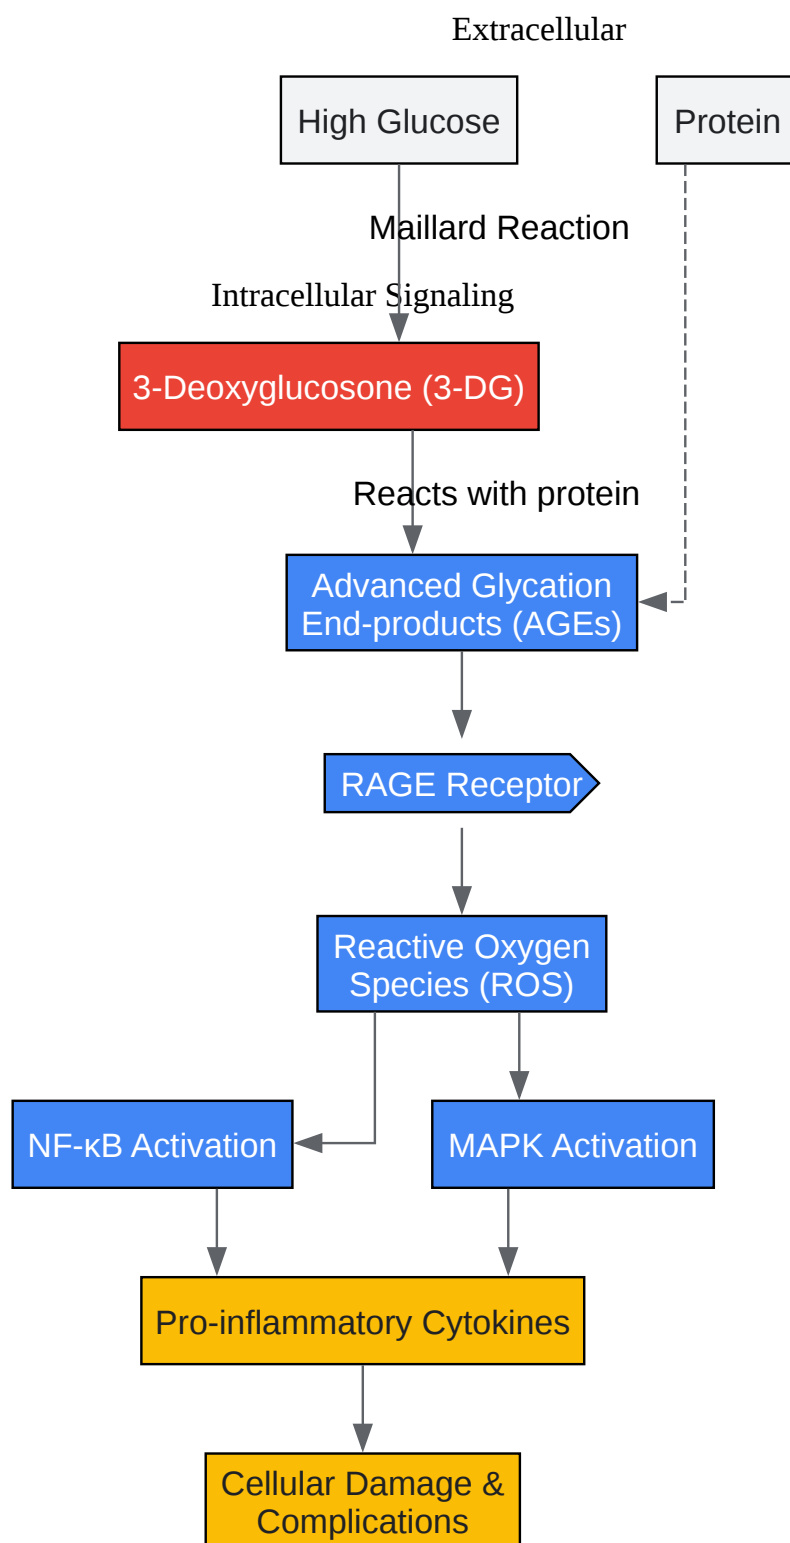 Extracellular
High Glucose
Protein
Maillard Reaction
Intracellular Signaling
3-Deoxyglucosone (3-DG)
Reacts with protein
Advanced Glycation
End-products (AGEs)
RAGE Receptor
Reactive Oxygen
Species (ROS)
NF-κB Activation
MAPK Activation
Pro-inflammatory Cytokines
Cellular Damage &
Complications